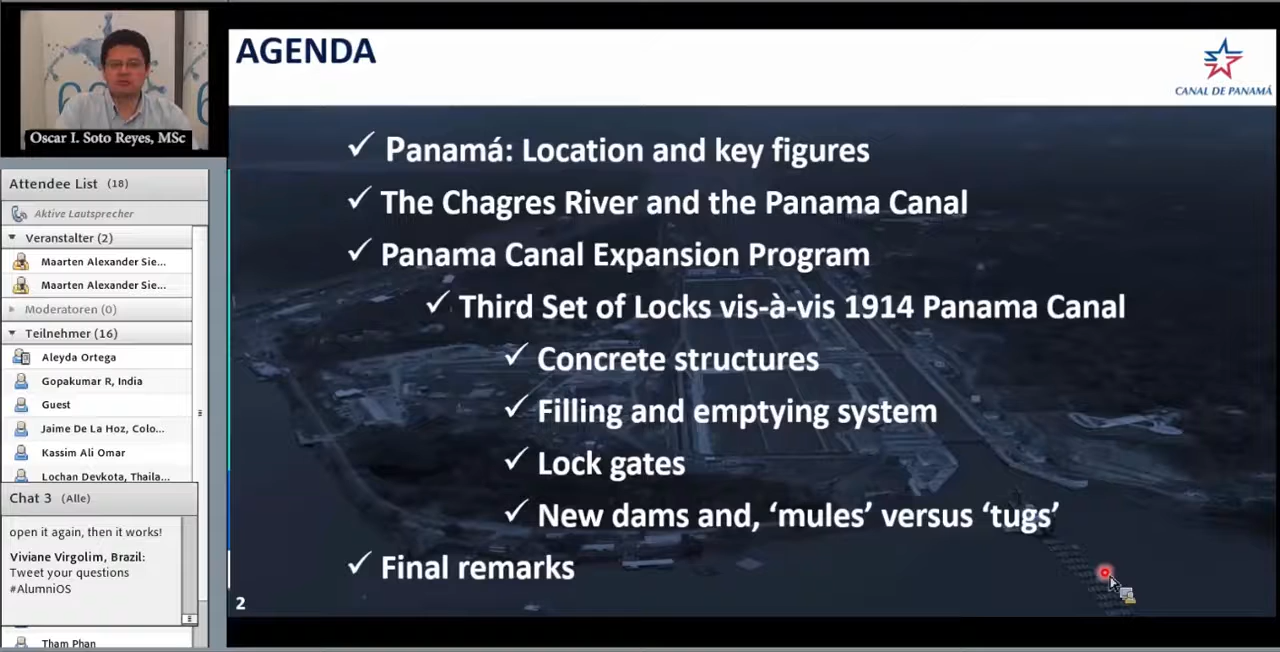 Oscar I. Soto Reyes, MSc
Attendee List (18)
Aktive Lautsprecher
Veranstalter (2)
Maarten Alexander Sie...
Maarten Alexander Sie...
Moderatoren (0)
Teilnehmer (16)
Aleyda Ortega
Gopakumar R, India
Guest
Jaime De La Hoz, Colo...
Kassim Ali Omar
Lochan Devkota, Thaila...
Chat 3 (Alle)
open it again, then it works!
Viviane Virgolim, Brazil:
Tweet your questions
#AlumniOS
Tham Phan
AGENDA
CANAL DE PANAMÁ
✓ Panamá: Location and key figures
✓ The Chagres River and the Panama Canal
✓ Panama Canal Expansion Program
✓ Third Set of Locks vis-à-vis 1914 Panama Canal
✓ Concrete structures
✓ Filling and emptying system
✓ Lock gates
✓ New dams and, ‘mules’ versus ‘tugs’
✓ Final remarks
2